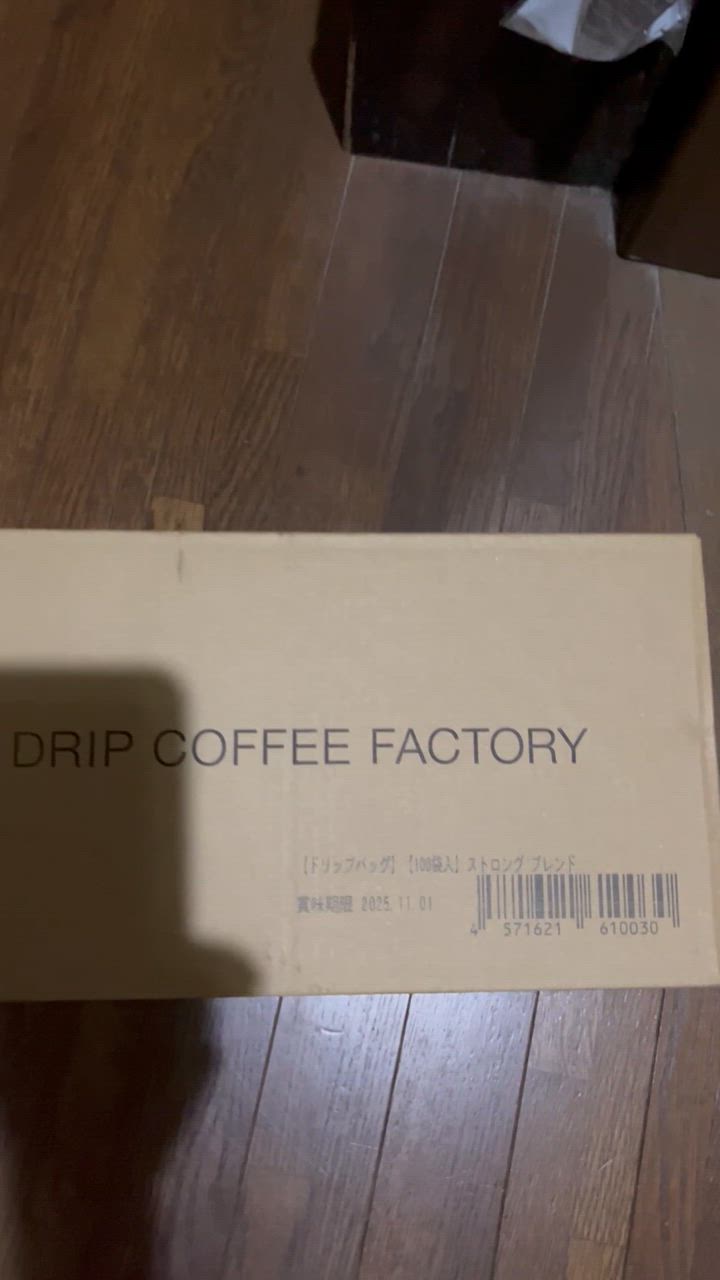 DRIP COFFEE FACTORY
【ドリップバッグ】【100袋入】ストロング ブレンド
賞味期限 2025.11.01
4 571621 610030